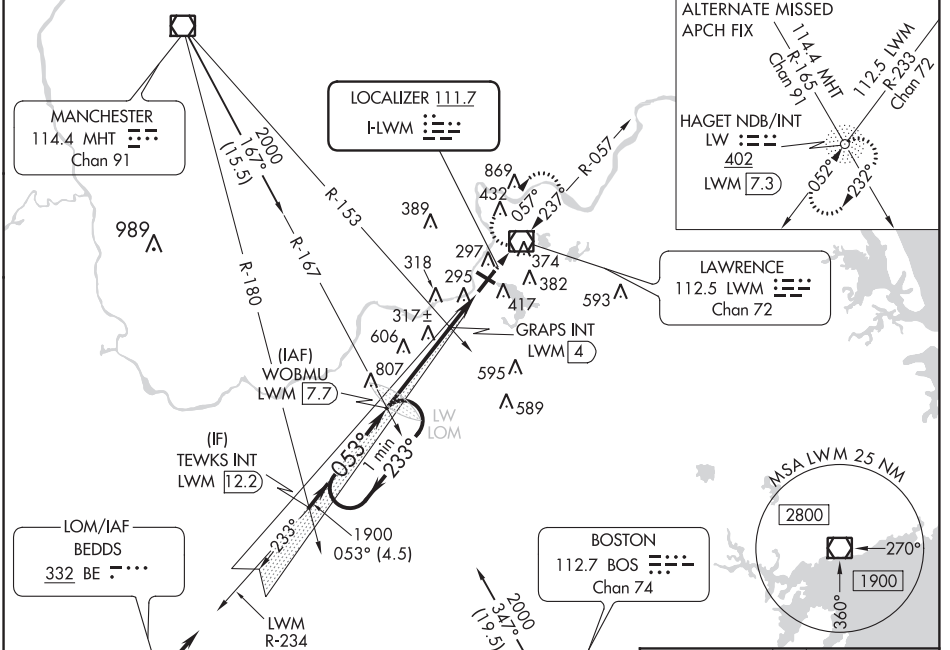 ALTERNATE MISSED
APCH FIX
114.4 MHT
R-165
Chan 91
112.5 LWM
R-233
Chan 72
HAGET NDB/INT
LW
402
LWM 7.3
052°
232°
MANCHESTER
114.4 MHT
Chan 91
LOCALIZER 111.7
I-LWM
2000
167°
(15.5)
R-153
R-167
R-180
R-057
869
432
057°
237°
389
989
297
374
318
295
382
417
593
317±
606
LAWRENCE
112.5 LWM
Chan 72
GRAPS INT
LWM 4
(IAF)
WOBMU
LWM 7.7
807
595
589
LW
LOM
(IF)
TEWKS INT
LWM 12.2
053°
1 min
233°
1900
053° (4.5)
233°
LWM
R-234
LOM/IAF
BEDDS
332 BE
BOSTON
112.7 BOS
Chan 74
2000
347°
(19.5)
MSA LWM 25 NM
2800
270°
1900
360°